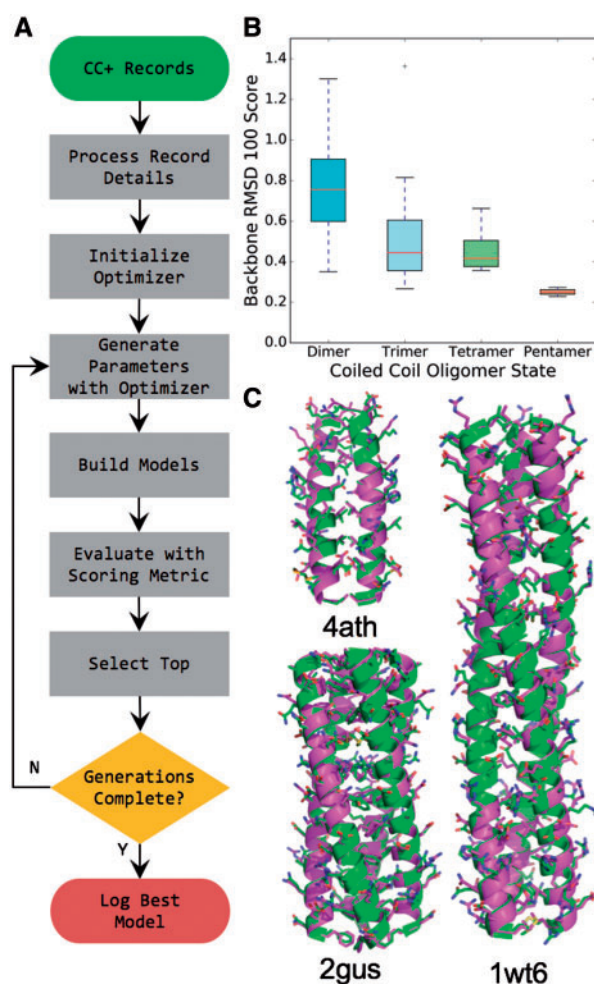 A
CC+ Records
Process Record
Details
Initialize
Optimizer
Generate
Parameters
with Optimizer
Build Models
Evaluate with
Scoring Metric
Select Top
Generations
Complete?
N
Y
Log Best
Model
B
Backbone RMSD 100 Score
1.4
1.2
1.0
0.8
0.6
0.4
0.2
0.0
Dimer Trimer Tetramer Pentamer
Coiled Coil Oligomer State
C
4ath
2gus
1wt6